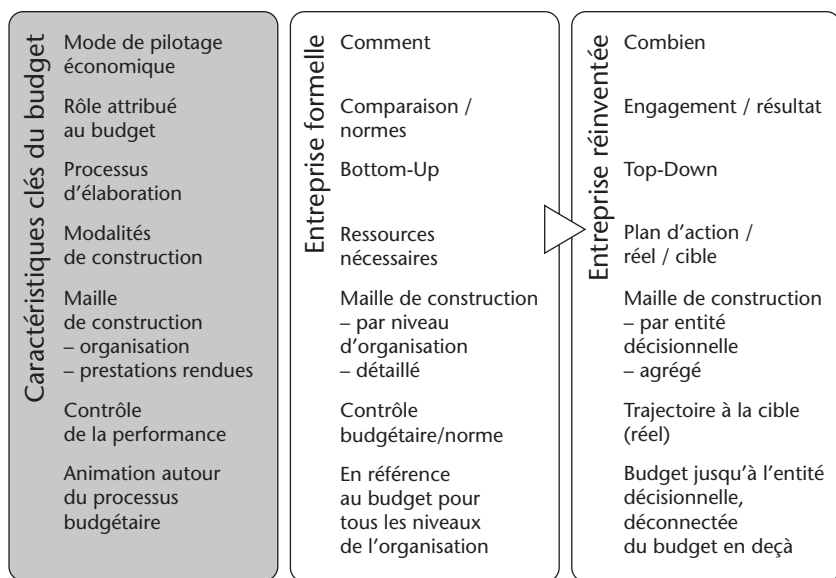 Caractéristiques clés du budget
Mode de pilotage
économique
Rôle attribué
au budget
Processus
d'élaboration
Modalités
de construction
Maille
de construction
– organisation
– prestations rendues
Contrôle
de la performance
Animation autour
du processus
budgétaire
Entreprise formelle
Comment
Comparaison /
normes
Bottom-Up
Ressources
nécessaires
Maille de construction
– par niveau
d'organisation
– détaillé
Contrôle
budgétaire/norme
En référence
au budget pour
tous les niveaux
de l'organisation
Entreprise réinventée
Combien
Engagement / résultat
Top-Down
Plan d'action /
réel / cible
Maille de construction
– par entité
décisionnelle
– agrégé
Trajectoire à la cible
(réel)
Budget jusqu'à l'entité
décisionnelle,
déconnectée
du budget en deçà